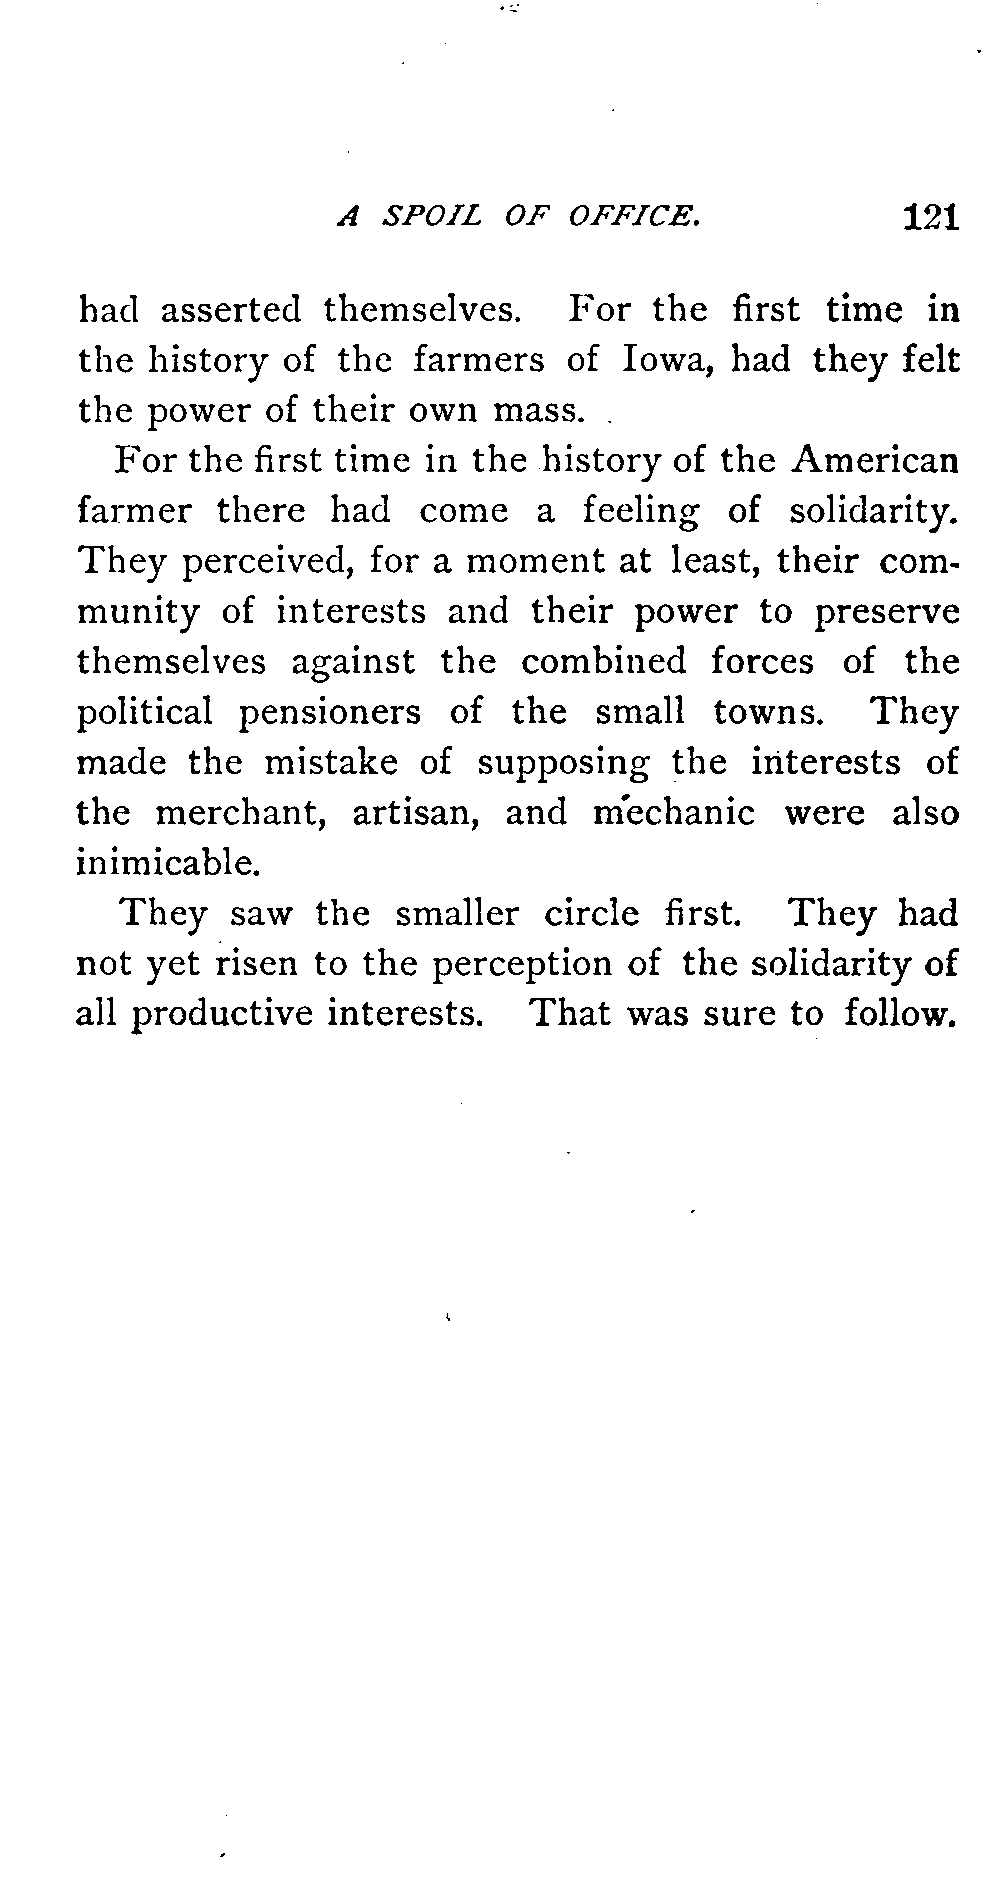 A SPOIL OF OFFICE. 121
had asserted themselves. For the first time in
the history of the farmers of Iowa, had they felt
the power of their own mass.
For the first time in the history of the American
farmer there had come a feeling of solidarity.
They perceived, for a moment at least, their com-
munity of interests and their power to preserve
themselves against the combined forces of the
political pensioners of the small towns. They
made the mistake of supposing the interests of
the merchant, artisan, and mechanic were also
inimicable.
They saw the smaller circle first. They had
not yet risen to the perception of the solidarity of
all productive interests. That was sure to follow.